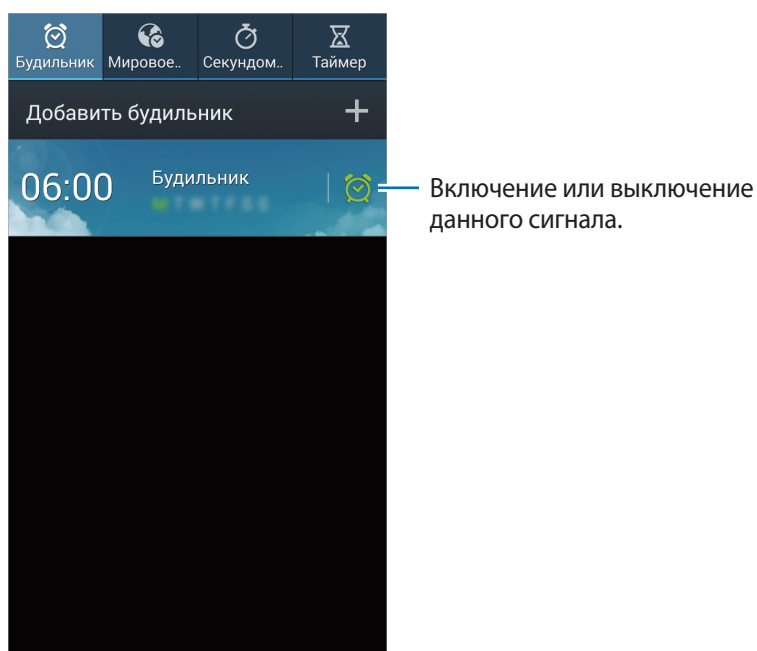 Будильник Мировое.. Секундом.. Таймер
Добавить будильник
06:00 Будильник
M T W T F S S
Включение или выключение
данного сигнала.